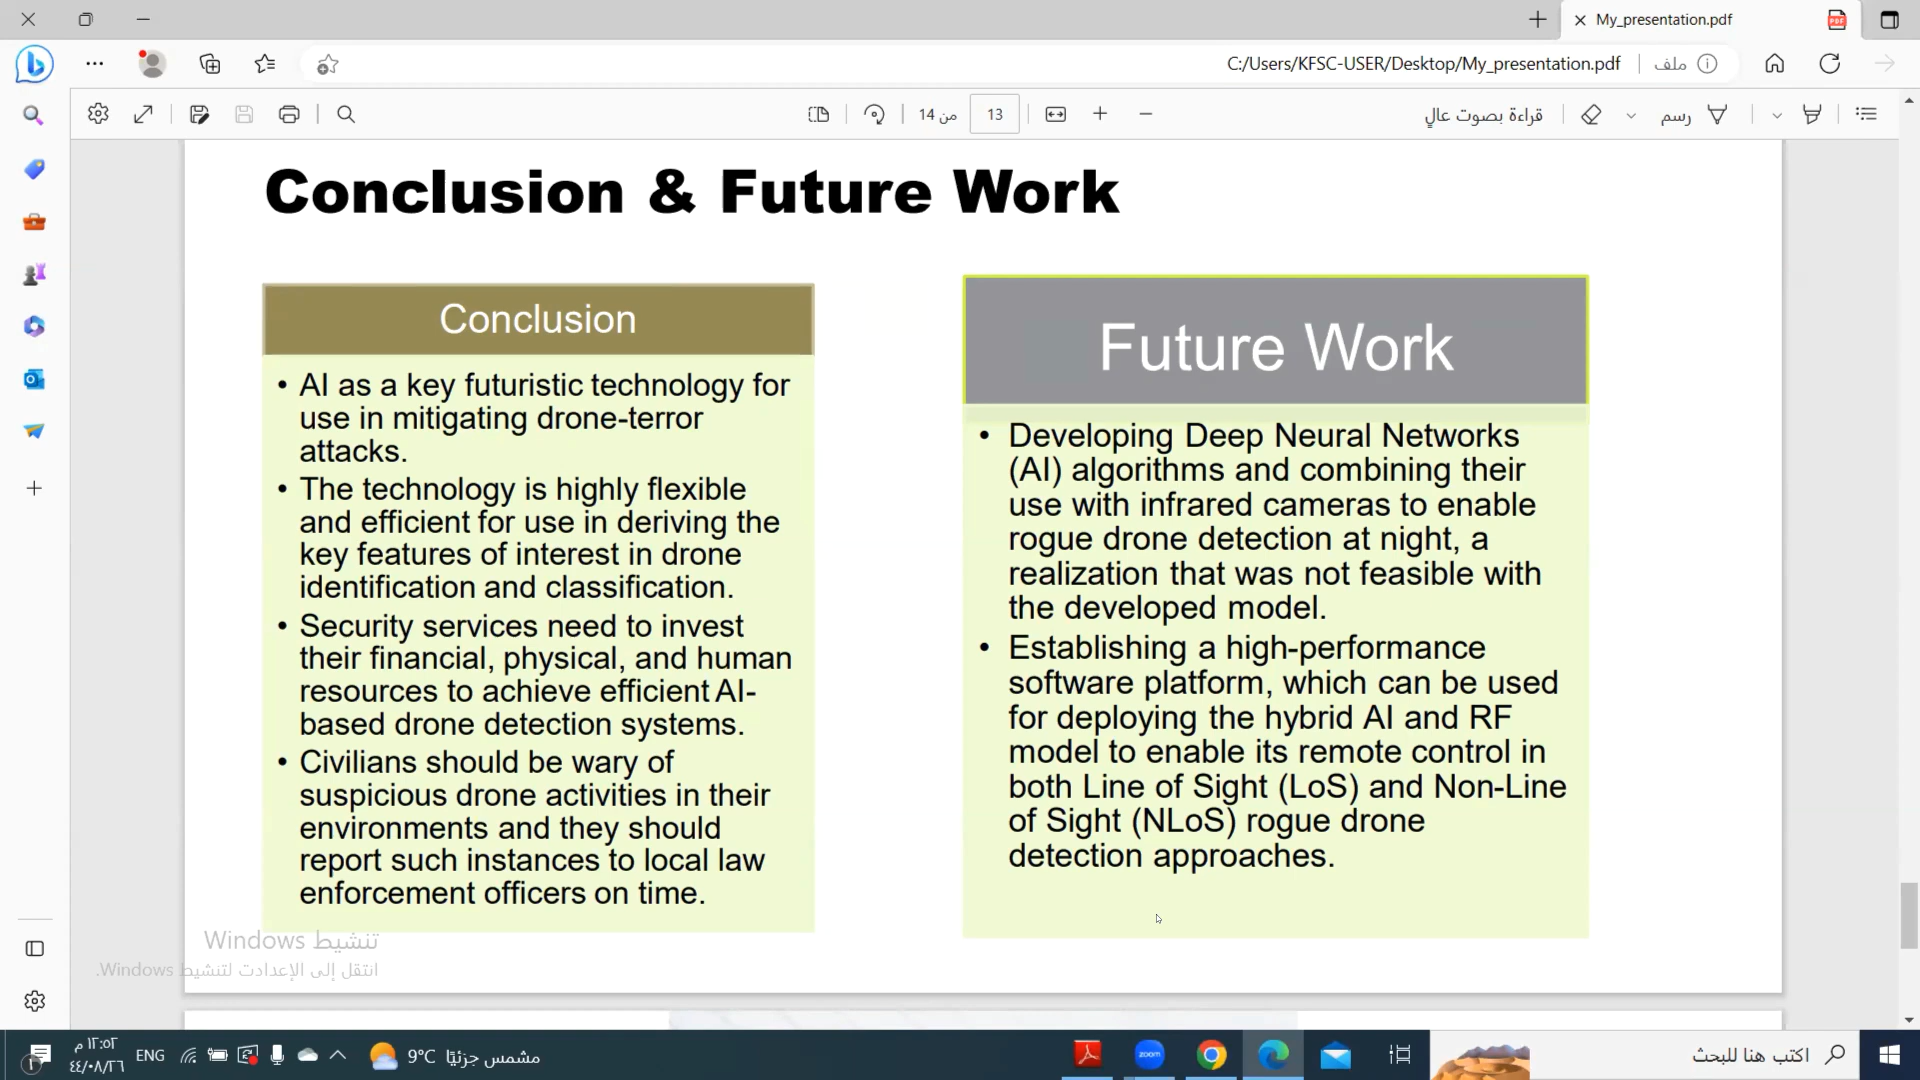 My_presentation.pdf
C:/Users/KFSC-USER/Desktop/My_presentation.pdf
ملف
13
من 14
قراءة بصوت عالٍ
رسم
Conclusion & Future Work
Conclusion
• AI as a key futuristic technology for
use in mitigating drone-terror
attacks.
• The technology is highly flexible
and efficient for use in deriving the
key features of interest in drone
identification and classification.
• Security services need to invest
their financial, physical, and human
resources to achieve efficient AI-
based drone detection systems.
• Civilians should be wary of
suspicious drone activities in their
environments and they should
report such instances to local law
enforcement officers on time.
Future Work
• Developing Deep Neural Networks
(AI) algorithms and combining their
use with infrared cameras to enable
rogue drone detection at night, a
realization that was not feasible with
the developed model.
• Establishing a high-performance
software platform, which can be used
for deploying the hybrid AI and RF
model to enable its remote control in
both Line of Sight (LoS) and Non-Line
of Sight (NLoS) rogue drone
detection approaches.
تنشيط Windows
انتقل إلى الإعدادت لتنشيط Windows.
اكتب هنا للبحث
zoom
9°C مشمس جزئيًا
ENG
١٢:٥٢ م
٤٤/٠٨/٢٦
1